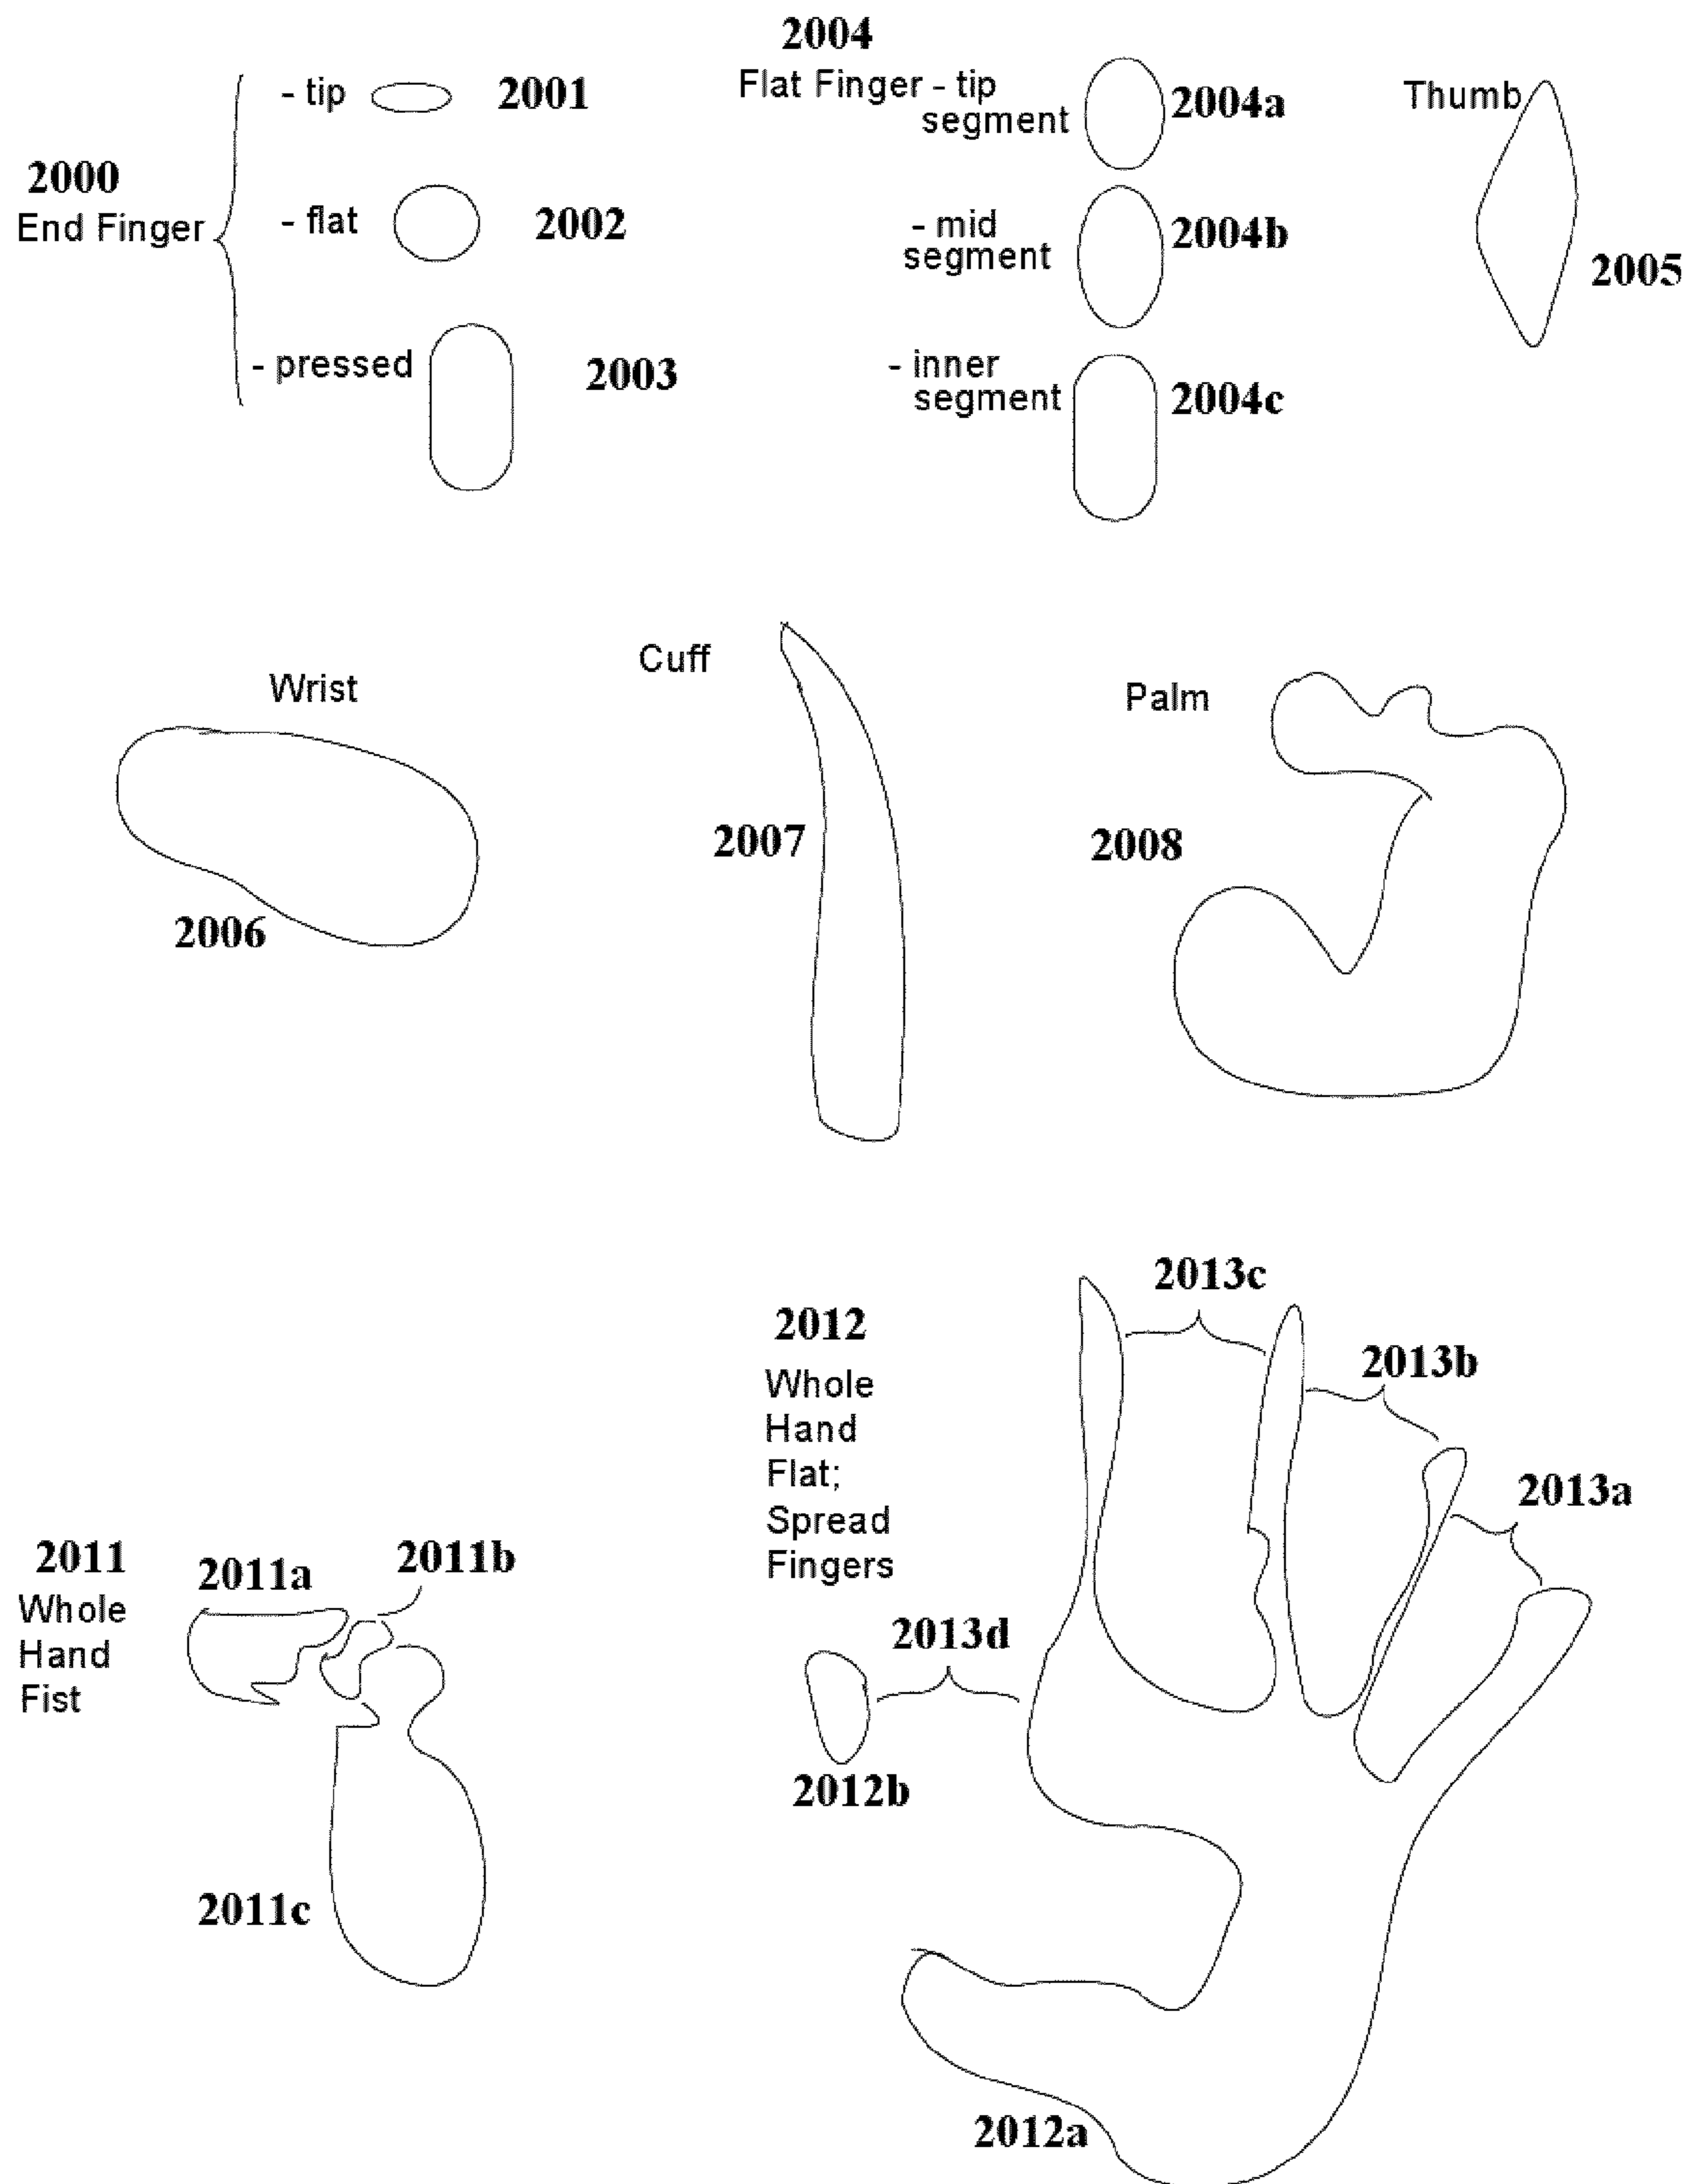 2000
End Finger
- tip 2001
- flat 2002
- pressed 2003
2004
Flat Finger - tip
segment 2004a
- mid
segment 2004b
- inner
segment 2004c
Thumb
2005
Wrist
2006
Cuff
2007
Palm
2008
2011
Whole
Hand
Fist
2011a
2011b
2011c
2012
Whole
Hand
Flat;
Spread
Fingers
2013c
2013b
2013a
2013d
2012b
2012a